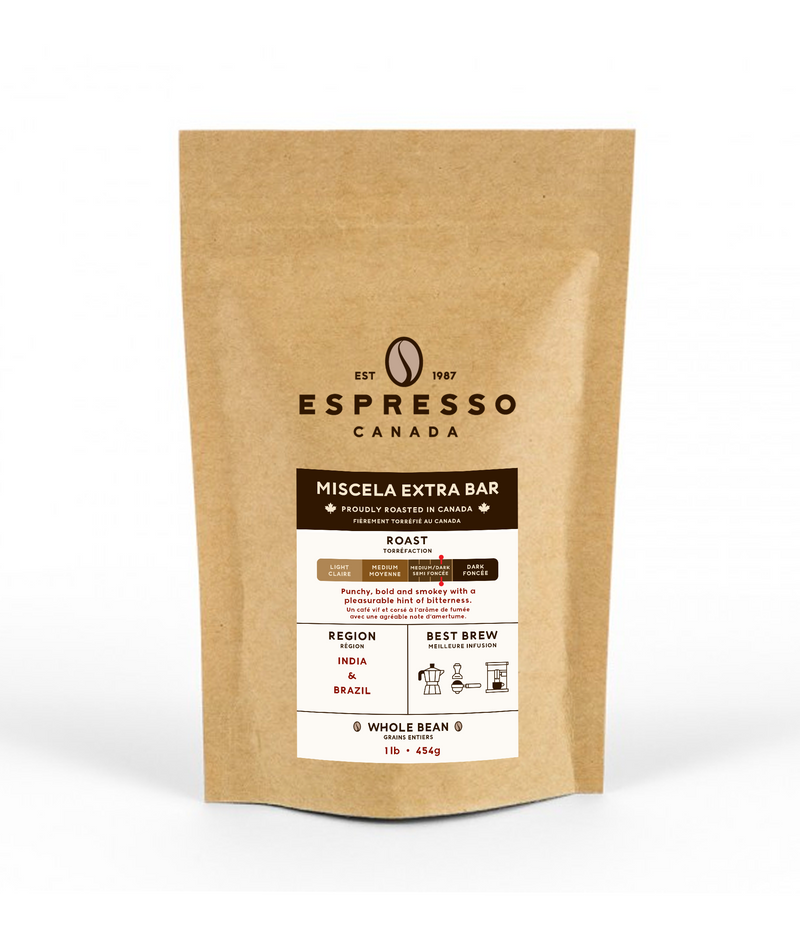 EST 1987
ESPRESSO
CANADA
MISCELA EXTRA BAR
PROUDLY ROASTED IN CANADA
FIÈREMENT TORRÉFIÉ AU CANADA
ROAST
TORRÉFACTION
LIGHT
CLAIRE
MEDIUM
MOYENNE
MEDIUM/DARK
SEMI FONCÉE
DARK
FONCÉE
Punchy, bold and smokey with a
pleasurable hint of bitterness.
Un café vif et corsé à l'arôme de fumée
avec une agréable note d'amertume.
REGION
RÉGION
INDIA
&
BRAZIL
BEST BREW
MEILLEURE INFUSION
WHOLE BEAN
GRAINS ENTIERS
1 lb • 454g